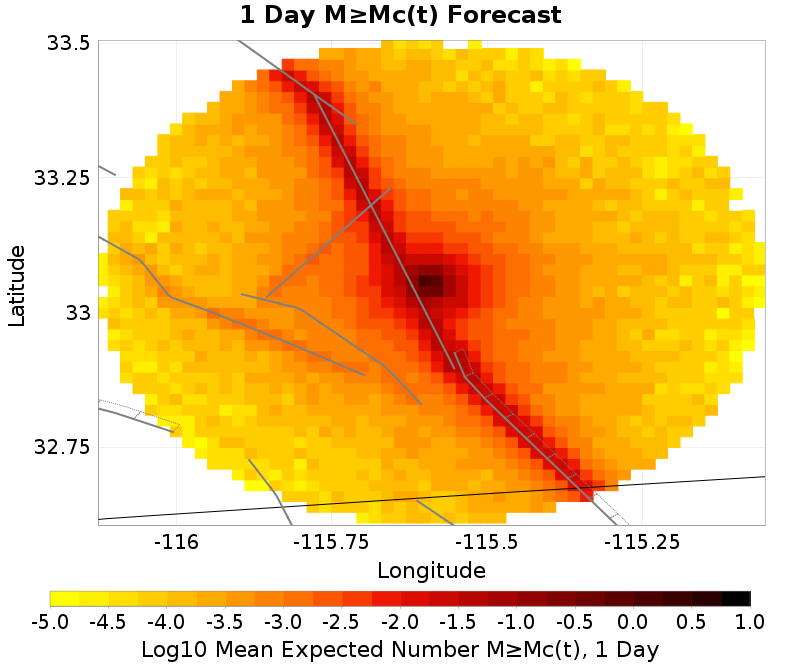 1 Day M≥Mc(t) Forecast
33.5
33.25
33
32.75
Latitude
-116
-115.75
-115.5
-115.25
Longitude
-5.0 -4.5 -4.0 -3.5 -3.0 -2.5 -2.0 -1.5 -1.0 -0.5 0.0 0.5 1.0
Log10 Mean Expected Number M≥Mc(t), 1 Day